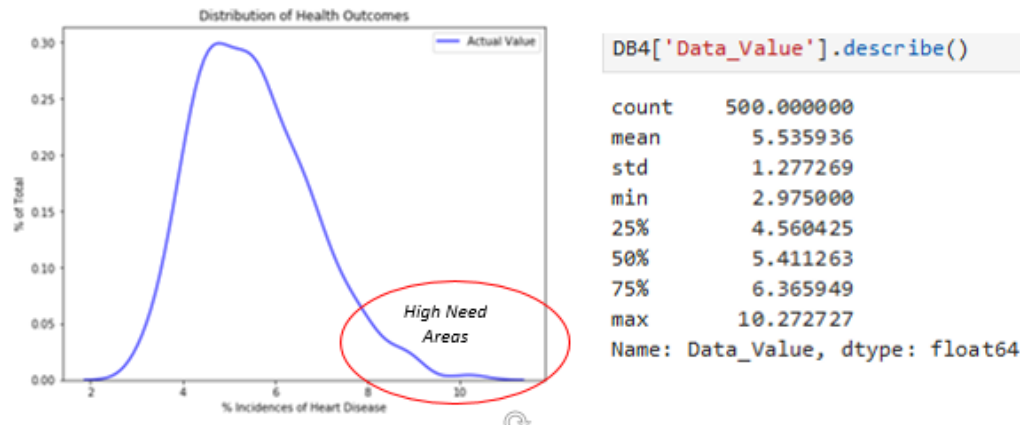 Distribution of Health Outcomes
Actual Value
0.30
0.25
0.20
0.15
0.10
0.05
0.00
% of Total
High Need
Areas
2 4 6 8 10
% Incidences of Heart Disease
DB4['Data_Value'].describe()
count 500.000000
mean 5.535936
std 1.277269
min 2.975000
25% 4.560425
50% 5.411263
75% 6.365949
max 10.272727
Name: Data_Value, dtype: float64